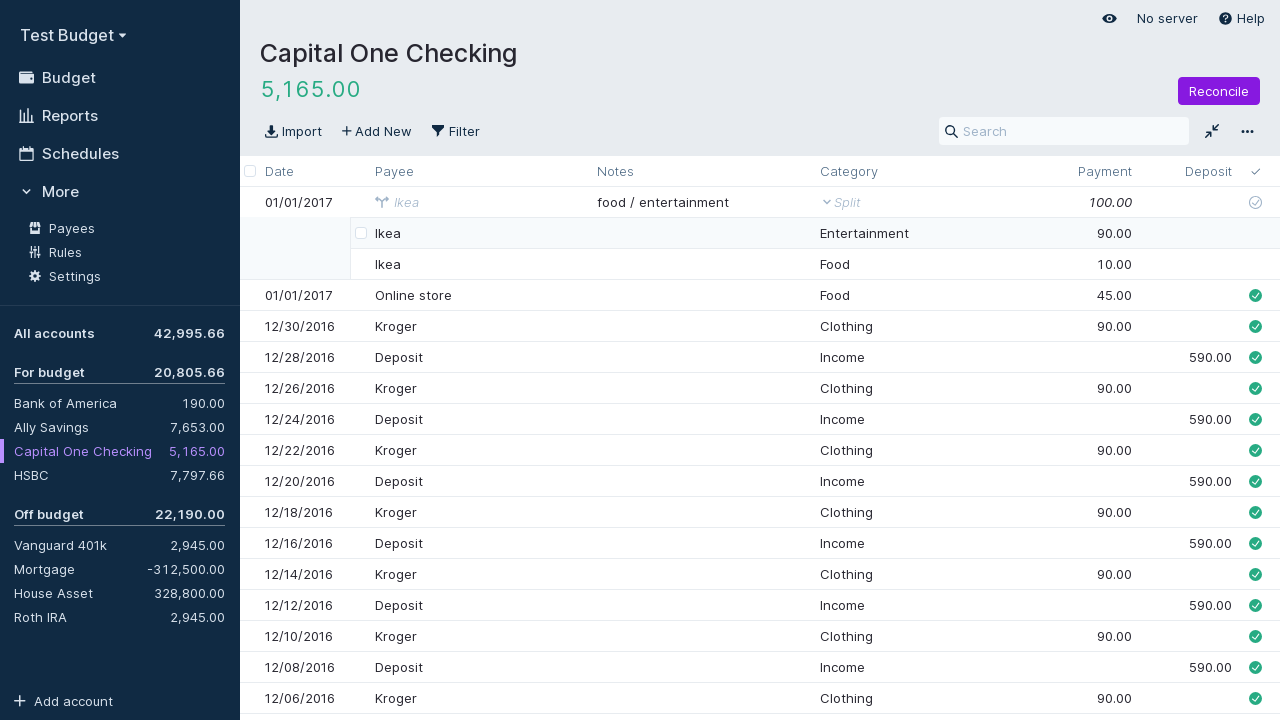 Test Budget
Budget
Reports
Schedules
More
Payees
Rules
Settings
All accounts 42,995.66
For budget 20,805.66
Bank of America 190.00
Ally Savings 7,653.00
Capital One Checking 5,165.00
HSBC 7,797.66
Off budget 22,190.00
Vanguard 401k 2,945.00
Mortgage -312,500.00
House Asset 328,800.00
Roth IRA 2,945.00
Add account
No server Help
Capital One Checking
5,165.00
Reconcile
Import Add New Filter Search
Date Payee Notes Category Payment Deposit
01/01/2017 Ikea food / entertainment Split 100.00
Ikea Entertainment 90.00
Ikea Food 10.00
01/01/2017 Online store Food 45.00
12/30/2016 Kroger Clothing 90.00
12/28/2016 Deposit Income 590.00
12/26/2016 Kroger Clothing 90.00
12/24/2016 Deposit Income 590.00
12/22/2016 Kroger Clothing 90.00
12/20/2016 Deposit Income 590.00
12/18/2016 Kroger Clothing 90.00
12/16/2016 Deposit Income 590.00
12/14/2016 Kroger Clothing 90.00
12/12/2016 Deposit Income 590.00
12/10/2016 Kroger Clothing 90.00
12/08/2016 Deposit Income 590.00
12/06/2016 Kroger Clothing 90.00